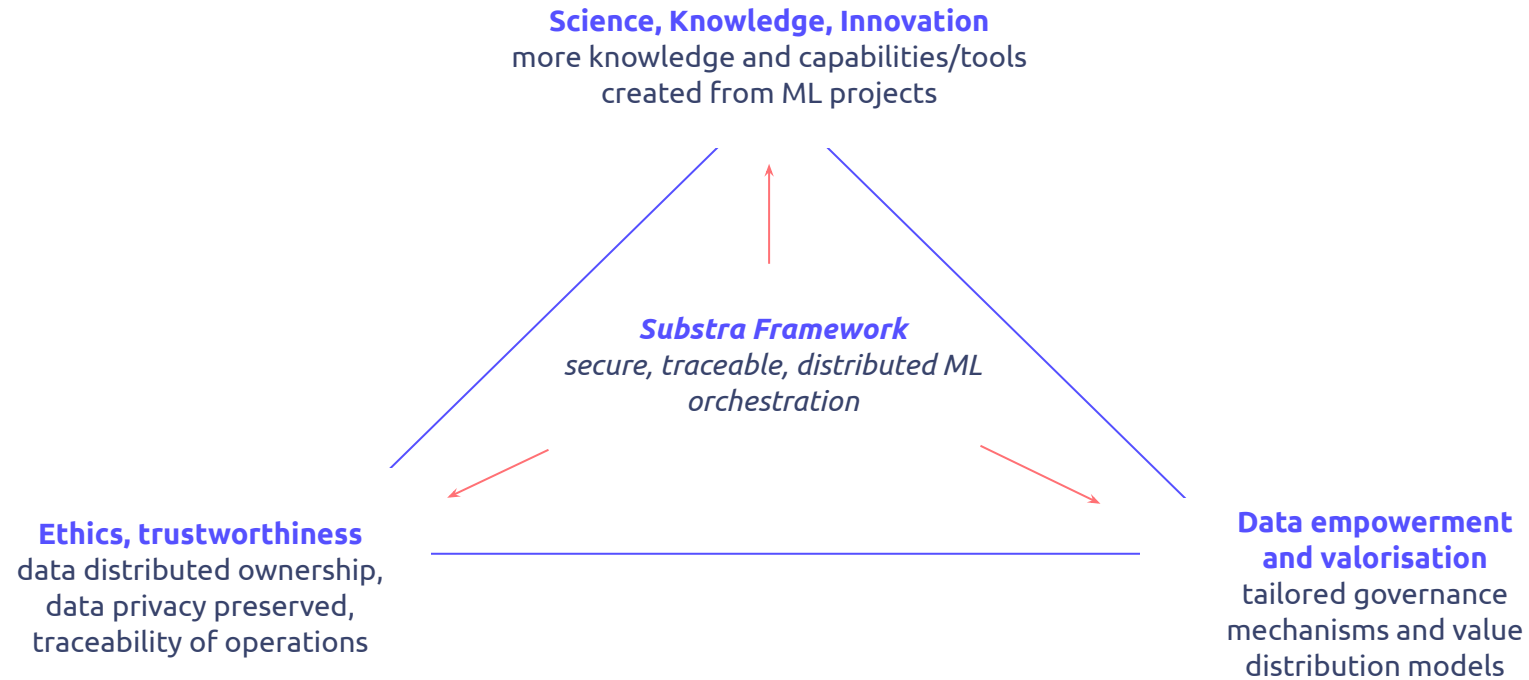 Science, Knowledge, Innovation
more knowledge and capabilities/tools
created from ML projects
Substra Framework
secure, traceable, distributed ML
orchestration
Ethics, trustworthiness
data distributed ownership,
data privacy preserved,
traceability of operations
Data empowerment
and valorisation
tailored governance
mechanisms and value
distribution models